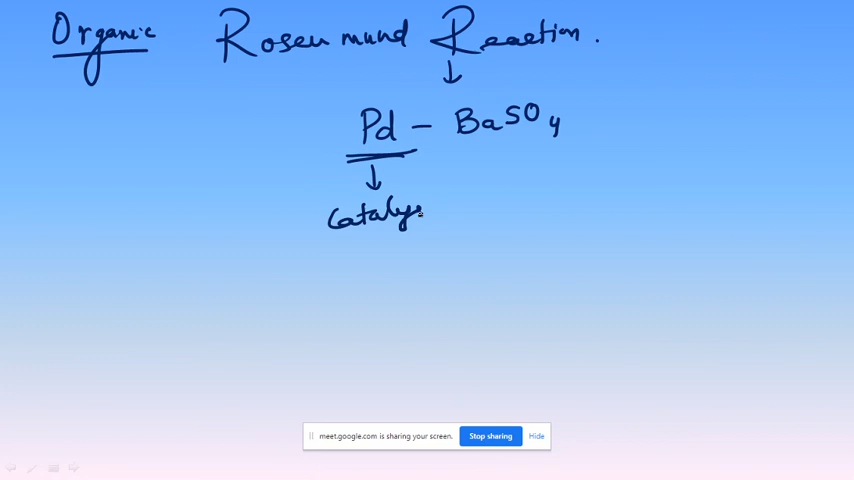 Organic Rosenmund Reaction.
Pd - BaSO4
Catalys
meet.google.com is sharing your screen. Stop sharing Hide